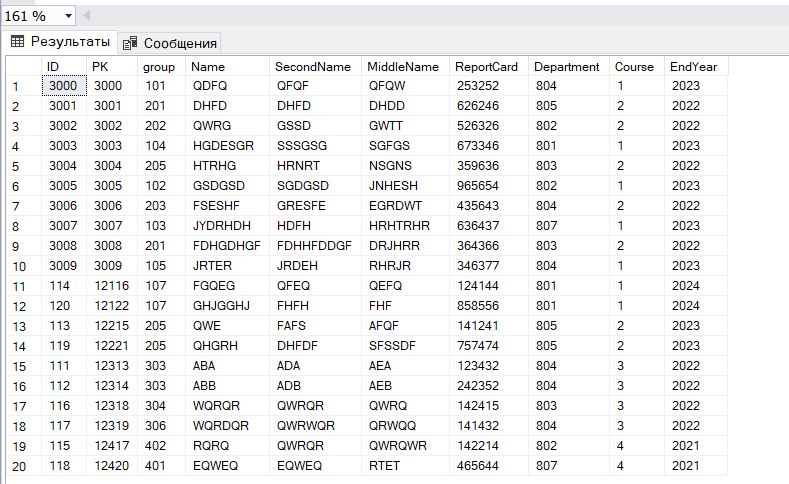 161 %
Результаты Сообщения
ID PK group Name SecondName MiddleName ReportCard Department Course EndYear
1 3000 3000 101 QDFQ QFQF QFQW 253252 804 1 2023
2 3001 3001 201 DHFD DHFD DHDD 626246 805 2 2022
3 3002 3002 202 QWRG GSSD GWTT 526326 802 2 2022
4 3003 3003 104 HGDESGR SSSGSG SGFGS 673346 801 1 2023
5 3004 3004 205 HTRHG HRNRT NSGNS 359636 803 2 2022
6 3005 3005 102 GSDGSD SGDGSD JNHESH 965654 802 1 2023
7 3006 3006 203 FSESHF GRESFE EGRDWT 435643 804 2 2022
8 3007 3007 103 JYDRHDH HDFH HRHTRHR 636437 807 1 2023
9 3008 3008 201 FDHGDHGF FDHHFDDGF DRJHRR 364366 803 2 2022
10 3009 3009 105 JRTER JRDEH RHRJR 346377 804 1 2023
11 114 12116 107 FGQEG QFEQ QEFQ 124144 801 1 2024
12 120 12122 107 GHJGGHJ FHFH FHF 858556 801 1 2024
13 113 12215 205 QWE FAFS AFQF 141241 805 2 2023
14 119 12221 205 QHGRH DHFDF SFSSDF 757474 805 2 2023
15 111 12313 303 ABA ADA AEA 123432 804 3 2022
16 112 12314 303 ABB ADB AEB 242352 804 3 2022
17 116 12318 304 WQRQR QWRQR QWRQ 142415 803 3 2022
18 117 12319 306 WQRDQR QWRWQR QRWQQ 141432 804 3 2022
19 115 12417 402 RQRQ QWRQR QWRQWR 142214 802 4 2021
20 118 12420 401 EQWEQ EQWEQ RTET 465644 807 4 2021